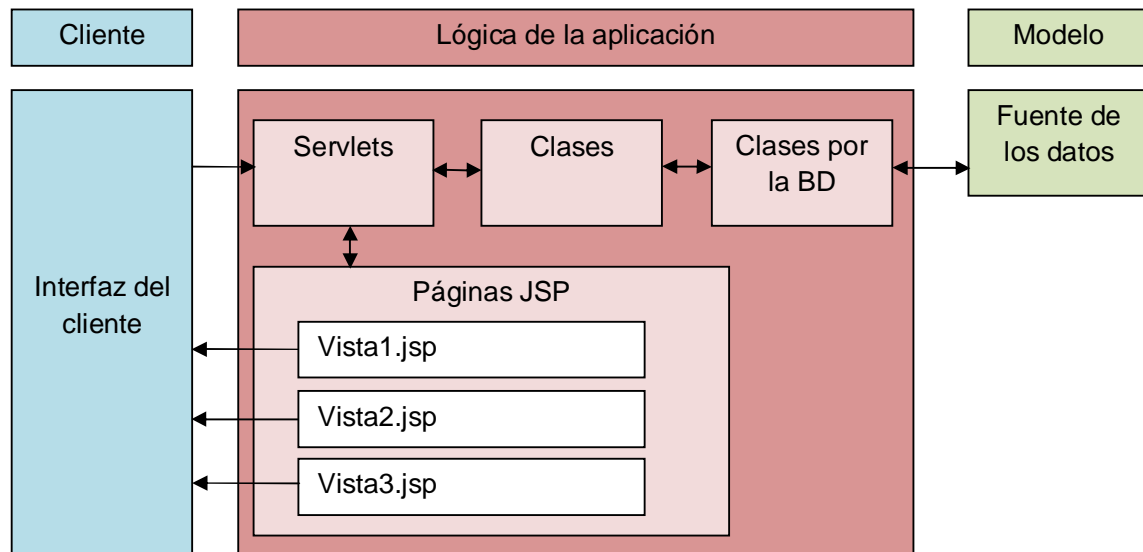 Cliente
Lógica de la aplicación
Modelo
Servlets
Clases
Clases por
la BD
Fuente de
los datos
Interfaz del
cliente
Páginas JSP
Vista1.jsp
Vista2.jsp
Vista3.jsp